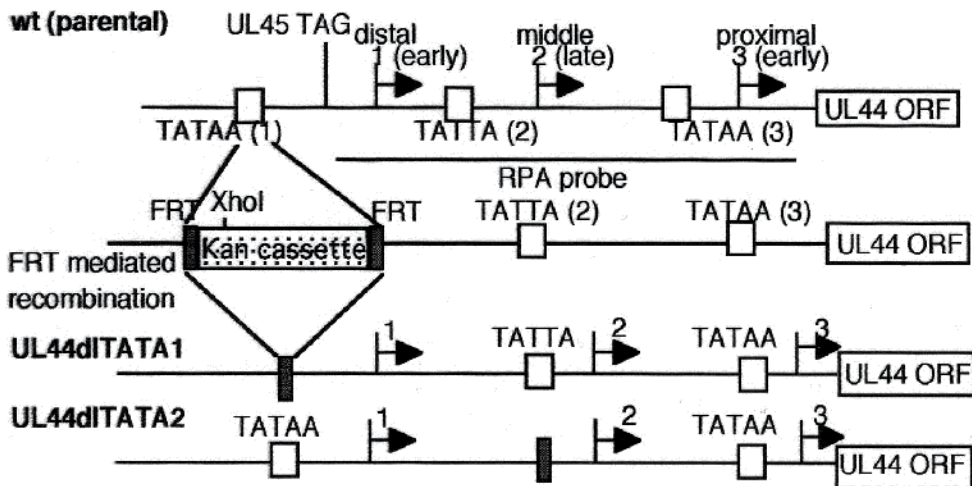 wt (parental)
UL45 TAG
distal
1 (early)
middle
2 (late)
proximal
3 (early)
TATAA (1)
TATTA (2)
TATAA (3)
UL44 ORF
RPA probe
FRT
XhoI
FRT
TATTA (2)
TATAA (3)
Kan cassette
UL44 ORF
FRT mediated
recombination
UL44dlTATA1
1
TATTA
2
TATAA
3
UL44 ORF
UL44dlTATA2
TATAA
1
2
TATAA
3
UL44 ORF